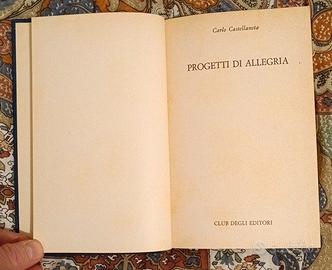 Carlo Castellaneta
PROGETTI DI ALLEGRIA
CLUB DEGLI EDITORI